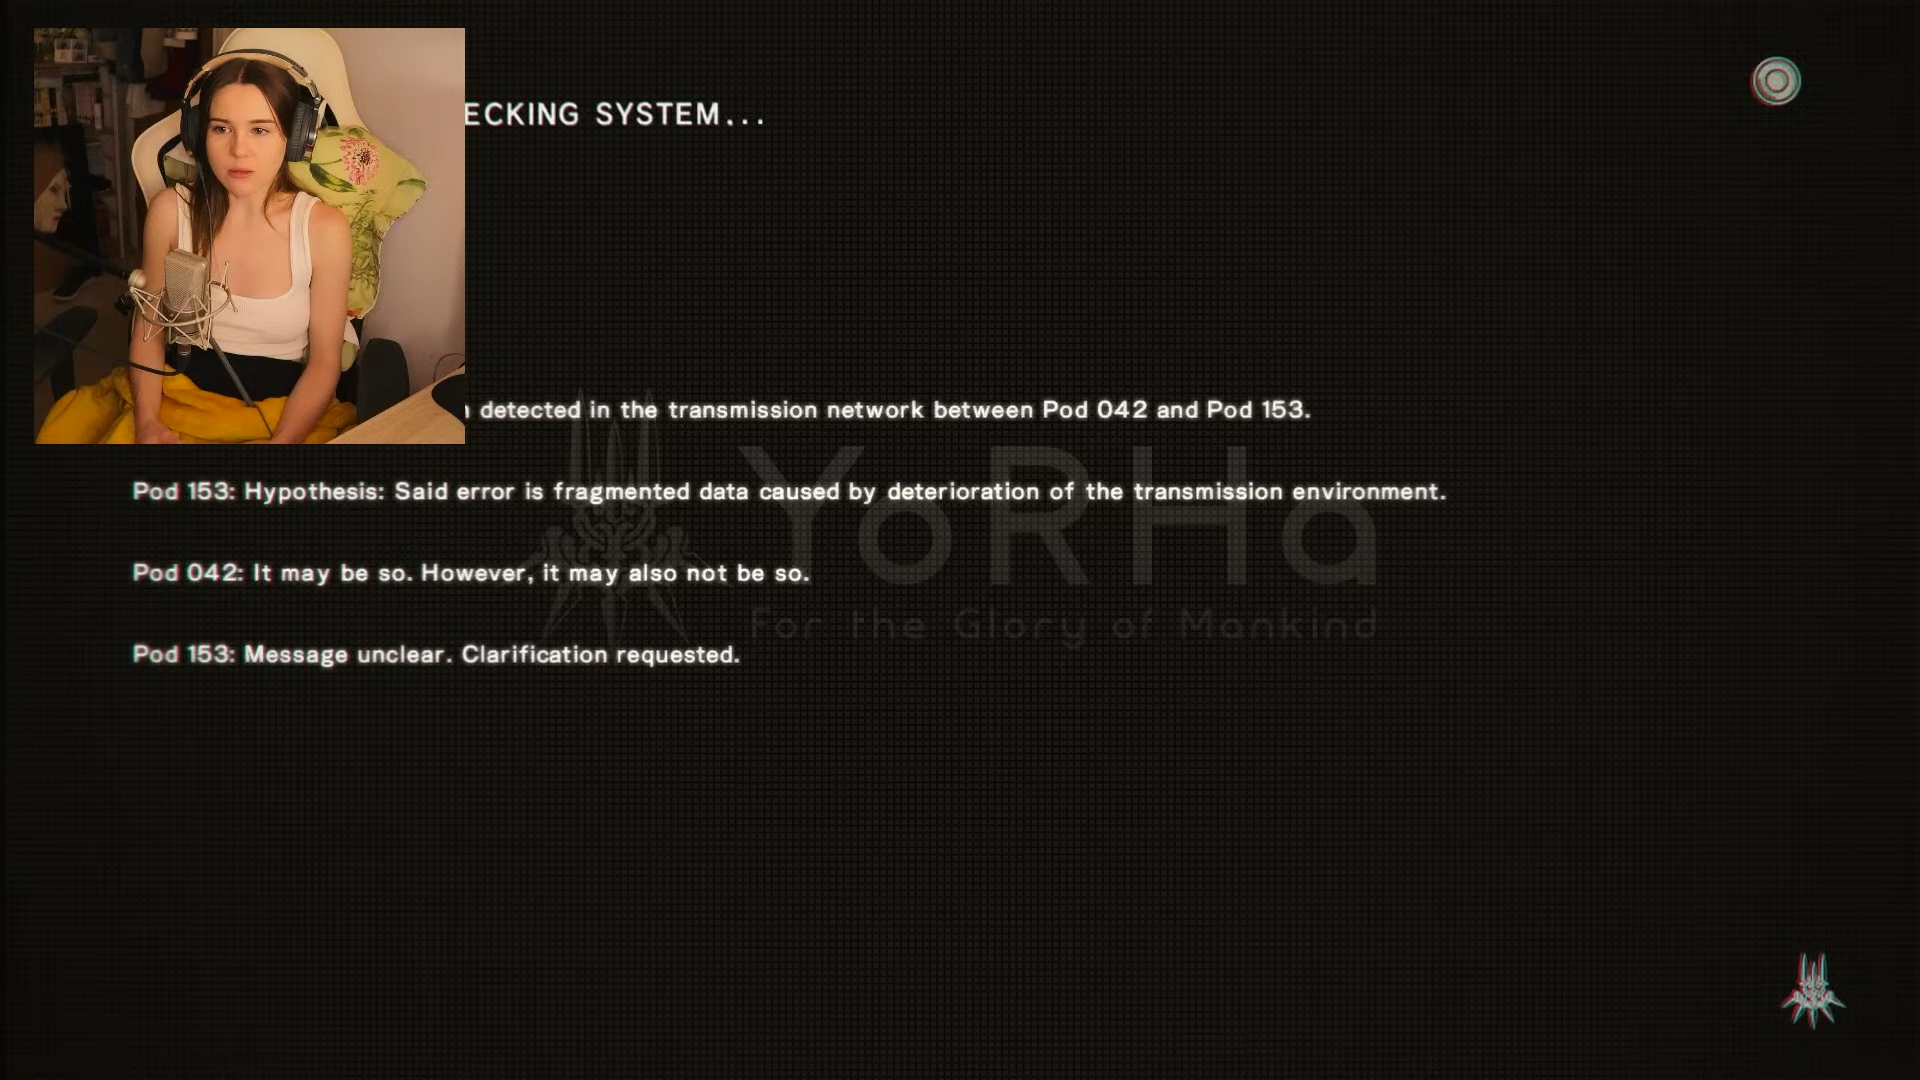 ECKING SYSTEM...
detected in the transmission network between Pod 042 and Pod 153.
Pod 153: Hypothesis: Said error is fragmented data caused by deterioration of the transmission environment.
Pod 042: It may be so. However, it may also not be so.
Pod 153: Message unclear. Clarification requested.
YoRHa
For the Glory of Mankind